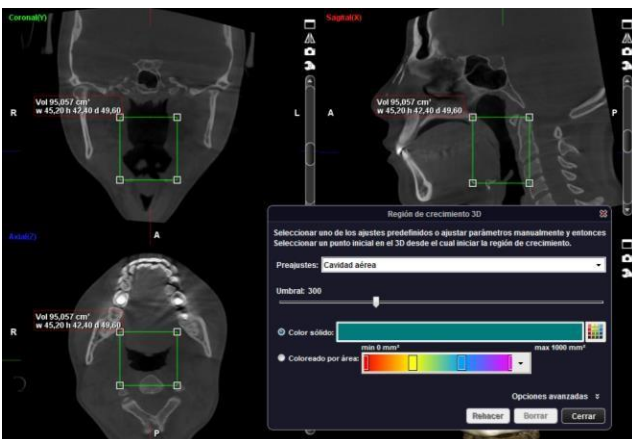 Coronal(Y)
Vol 95,057 cm³
w 45,20 h 42,40 d 49,60
R
L
A
Sagital(X)
Vol 95,057 cm³
w 45,20 h 42,40 d 49,60
A
P
Axial(Z)
Vol 95,057 cm³
w 45,20 h 42,40 d 49,60
R
P
Región de crecimiento 3D
Seleccionar uno de los ajustes predefinidos o ajustar parámetros manualmente y entonces
Seleccionar un punto inicial en el 3D desde el cual iniciar la región de crecimiento.
Preajustes: Cavidad aérea
Umbral: 300
Color sólido:
min 0 mm²
max 1000 mm²
Coloreado por área:
Opciones avanzadas
Rehacer
Borrar
Cerrar